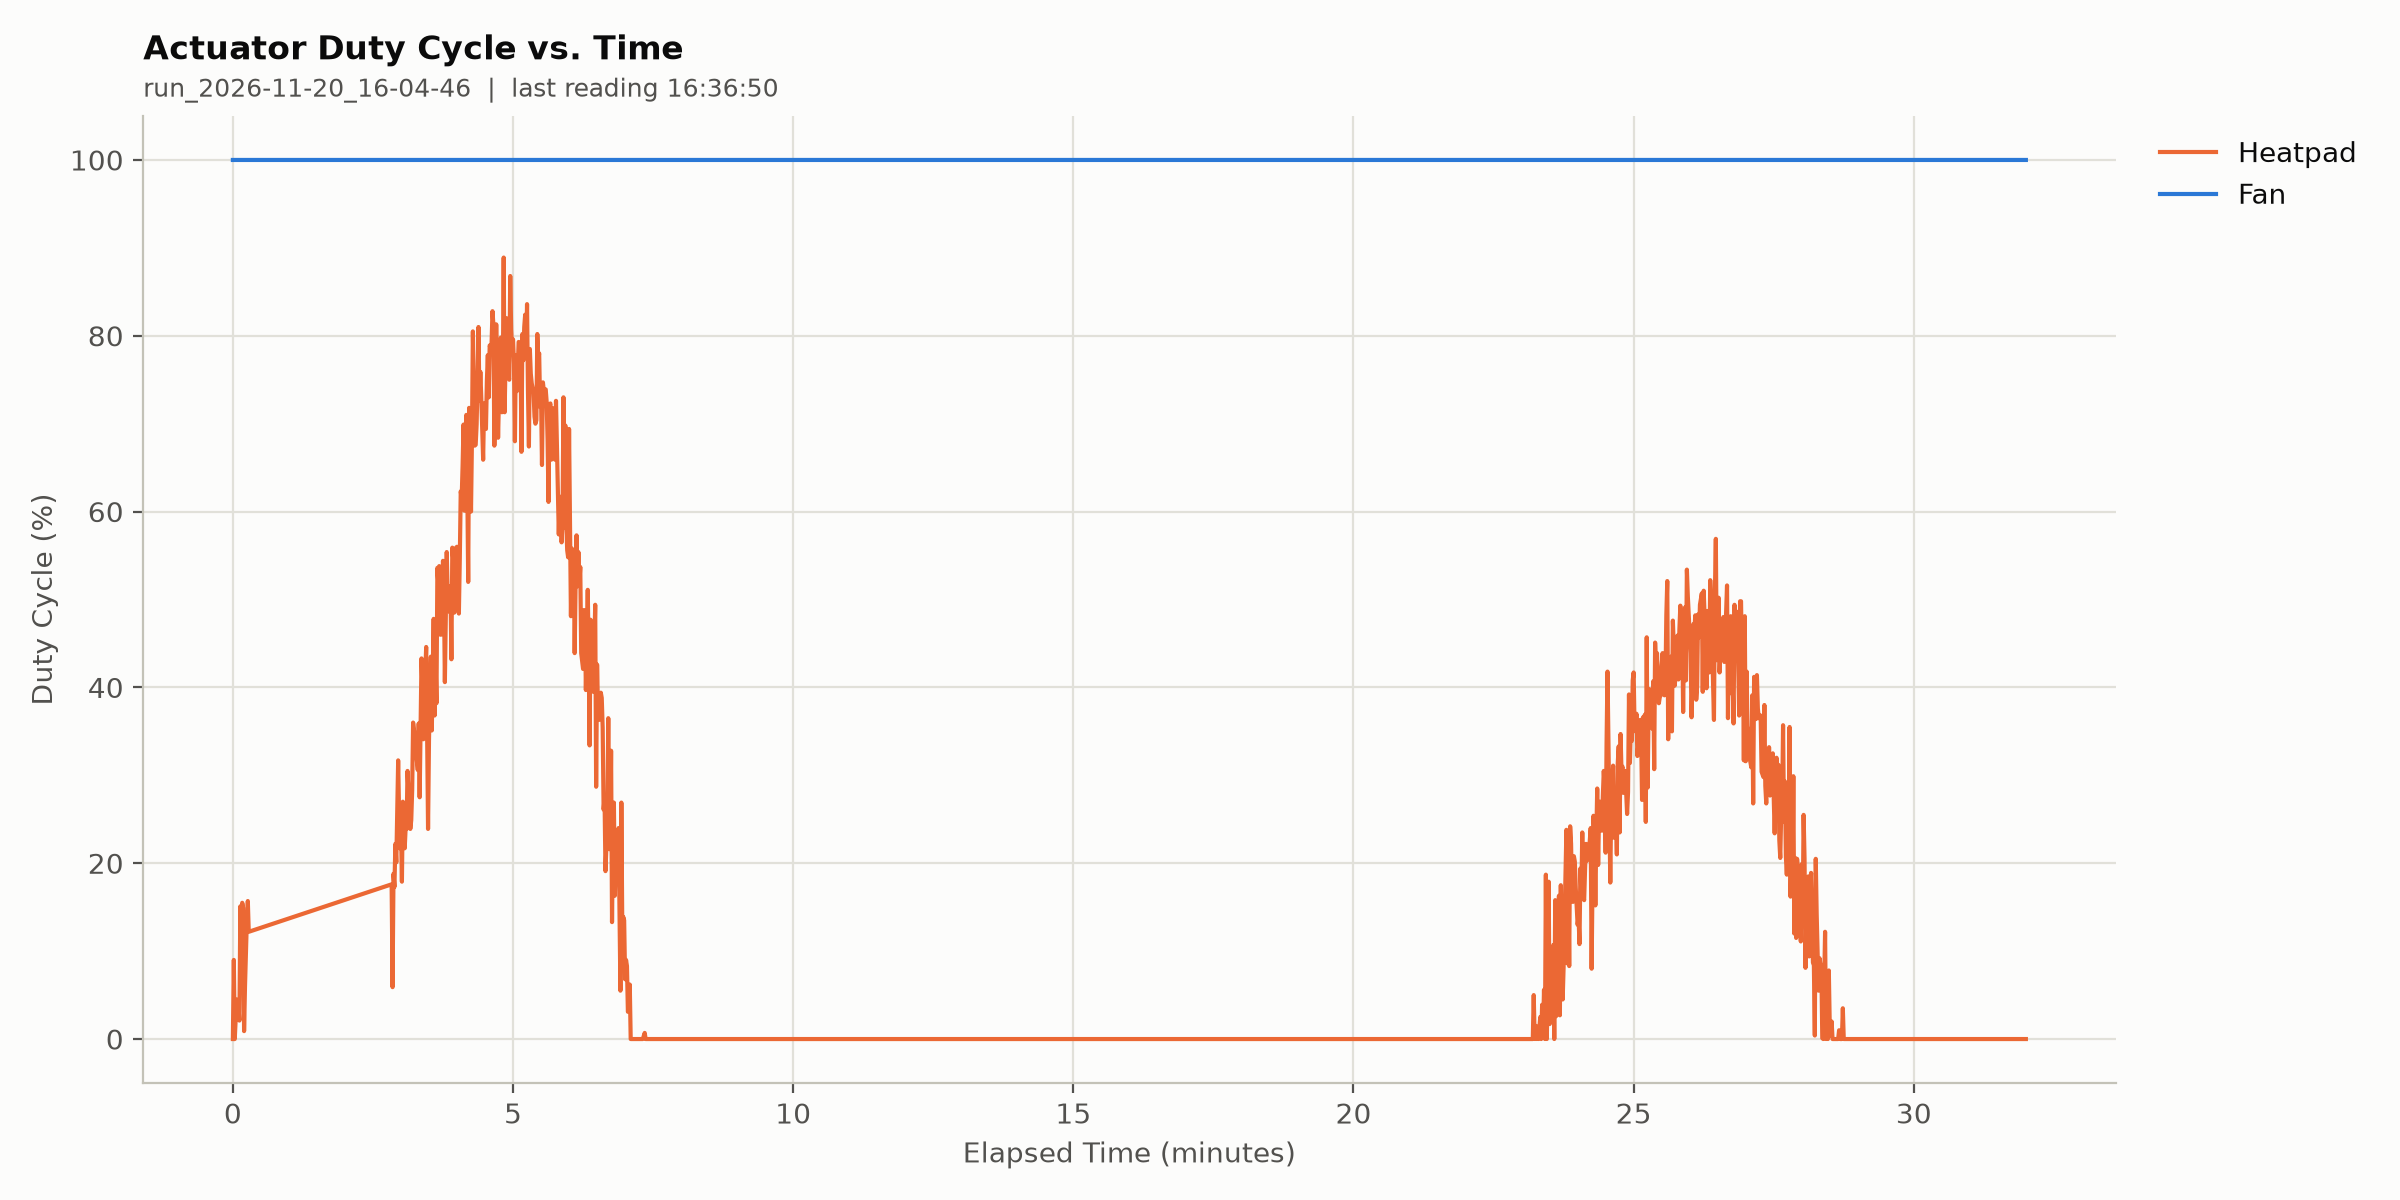 Actuator Duty Cycle vs. Time
run_2026-11-20_16-04-46 | last reading 16:36:50
Heatpad
Fan
100
80
60
40
20
0
Duty Cycle (%)
0 5 10 15 20 25 30
Elapsed Time (minutes)